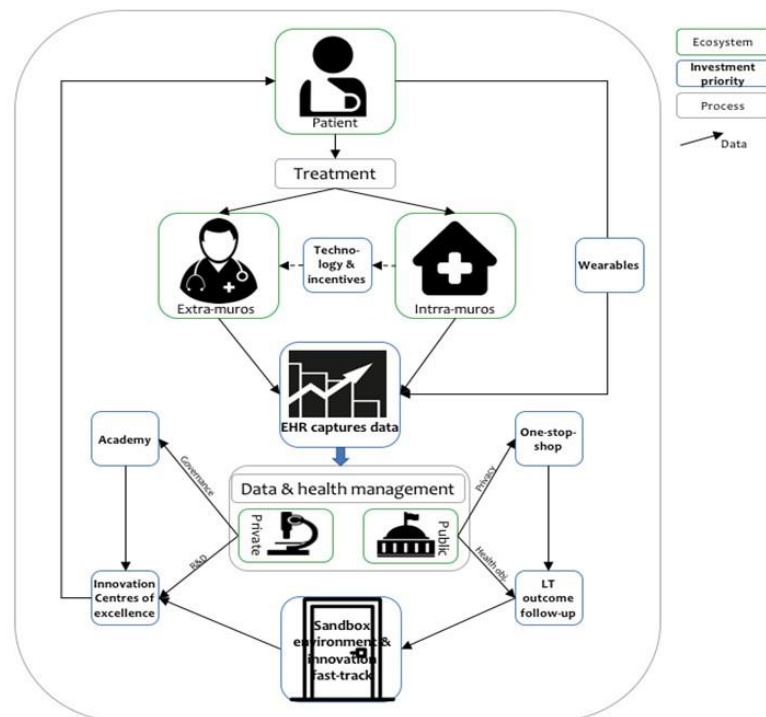 Ecosystem
Investment
priority
Process
Data
Patient
Treatment
Techno-
logy &
incentives
Wearables
Extra-muros
Intrra-muros
EHR captures data
Academy
One-stop-
shop
Governance
Privacy
Data & health management
Private
Public
R&D
Health obj.
Innovation
Centres of
excellence
LT
outcome
follow-up
Sandbox
environment &
innovation
fast-track